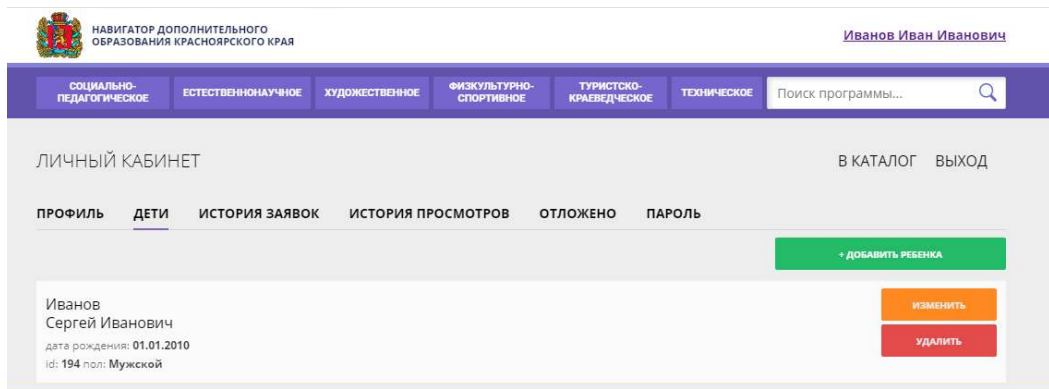 НАВИГАТОР ДОПОЛНИТЕЛЬНОГО
ОБРАЗОВАНИЯ КРАСНОЯРСКОГО КРАЯ
Иванов Иван Иванович
СОЦИАЛЬНО-
ПЕДАГОГИЧЕСКОЕ
ЕСТЕСТВЕННОНАУЧНОЕ
ХУДОЖЕСТВЕННОЕ
ФИЗКУЛЬТУРНО-
СПОРТИВНОЕ
ТУРИСТСКО-
КРАЕВЕДЧЕСКОЕ
ТЕХНИЧЕСКОЕ
Поиск программы...
ЛИЧНЫЙ КАБИНЕТ
В КАТАЛОГ ВЫХОД
ПРОФИЛЬ ДЕТИ ИСТОРИЯ ЗАЯВОК ИСТОРИЯ ПРОСМОТРОВ ОТЛОЖЕНО ПАРОЛЬ
+ ДОБАВИТЬ РЕБЕНКА
Иванов
Сергей Иванович
дата рождения: 01.01.2010
id: 194 пол: Мужской
ИЗМЕНИТЬ
УДАЛИТЬ